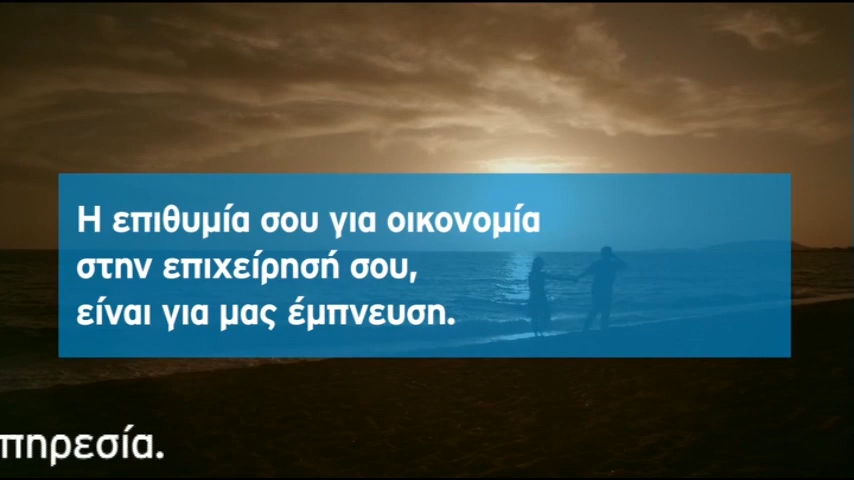 Η επιθυμία σου για οικονομία
στην επιχείρησή σου,
είναι για μας έμπνευση.
πηρεσία.